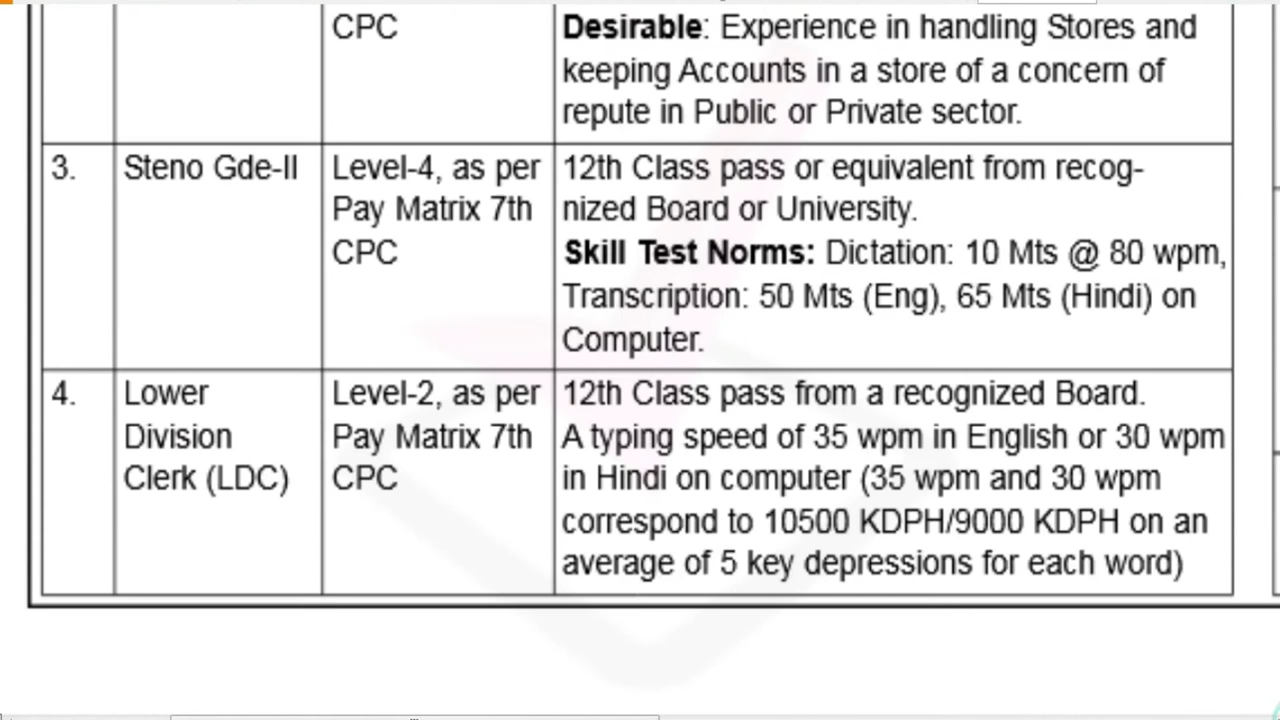 CPC
Desirable: Experience in handling Stores and
keeping Accounts in a store of a concern of
repute in Public or Private sector.
3.
Steno Gde-II
Level-4, as per
Pay Matrix 7th
CPC
12th Class pass or equivalent from recog-
nized Board or University.
Skill Test Norms: Dictation: 10 Mts @ 80 wpm,
Transcription: 50 Mts (Eng), 65 Mts (Hindi) on
Computer.
4.
Lower
Division
Clerk (LDC)
Level-2, as per
Pay Matrix 7th
CPC
12th Class pass from a recognized Board.
A typing speed of 35 wpm in English or 30 wpm
in Hindi on computer (35 wpm and 30 wpm
correspond to 10500 KDPH/9000 KDPH on an
average of 5 key depressions for each word)